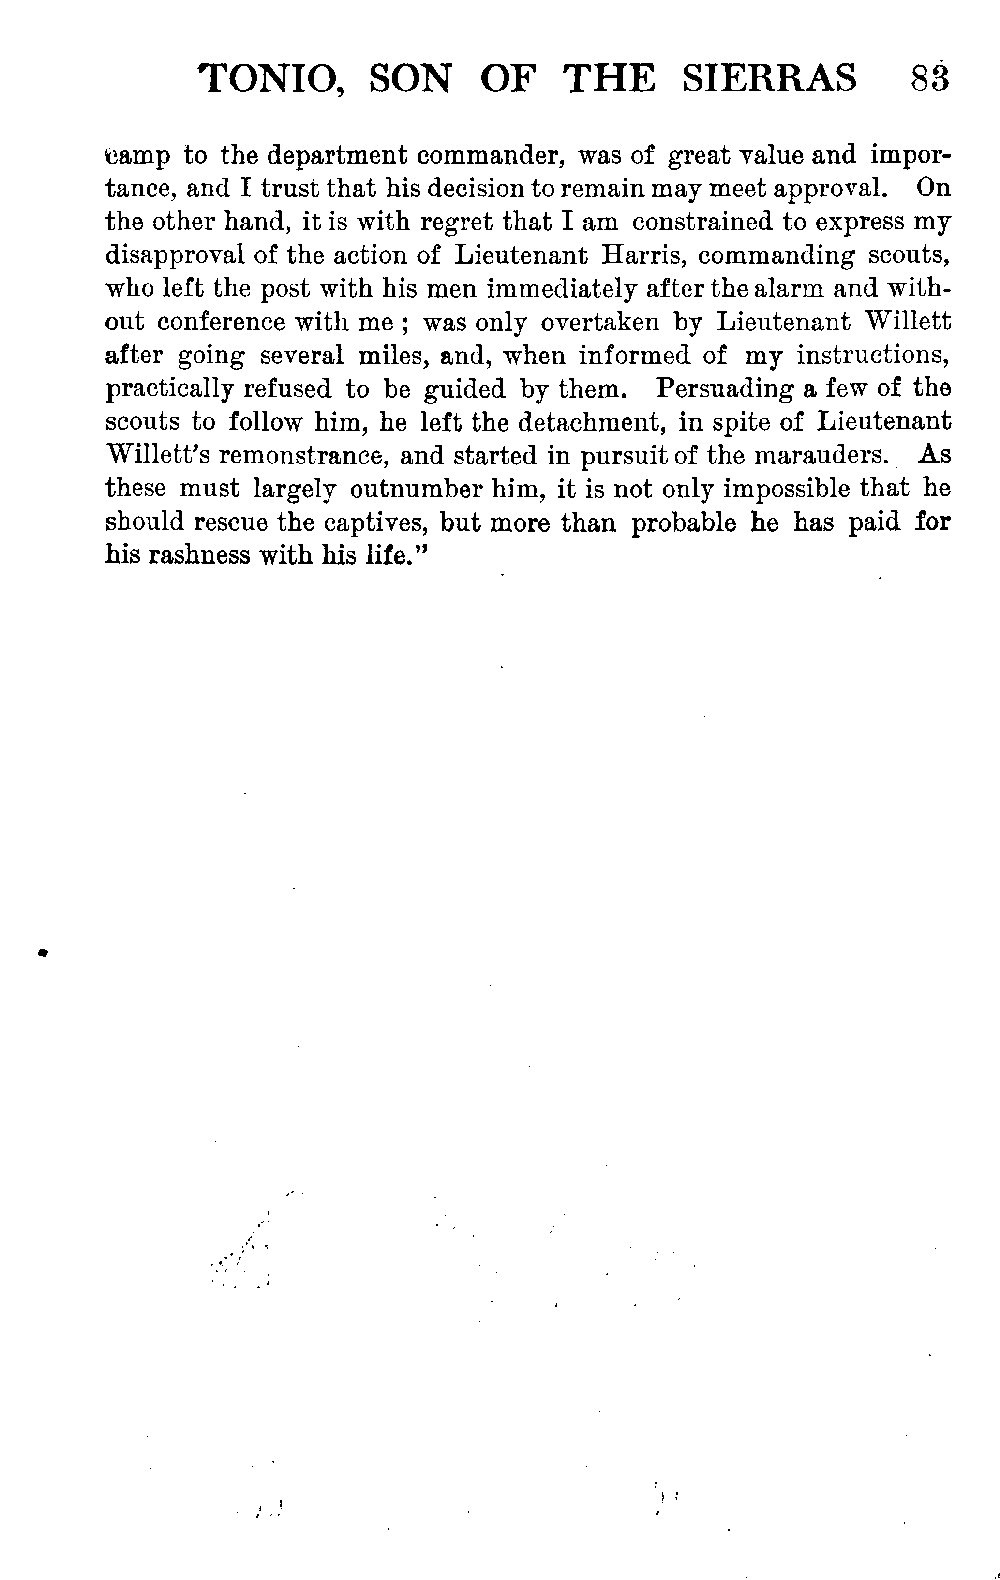 TONIO, SON OF THE SIERRAS 83
camp to the department commander, was of great value and impor-
tance, and I trust that his decision to remain may meet approval. On
the other hand, it is with regret that I am constrained to express my
disapproval of the action of Lieutenant Harris, commanding scouts,
who left the post with his men immediately after the alarm and with-
out conference with me ; was only overtaken by Lieutenant Willett
after going several miles, and, when informed of my instructions,
practically refused to be guided by them. Persuading a few of the
scouts to follow him, he left the detachment, in spite of Lieutenant
Willett's remonstrance, and started in pursuit of the marauders. As
these must largely outnumber him, it is not only impossible that he
should rescue the captives, but more than probable he has paid for
his rashness with his life."